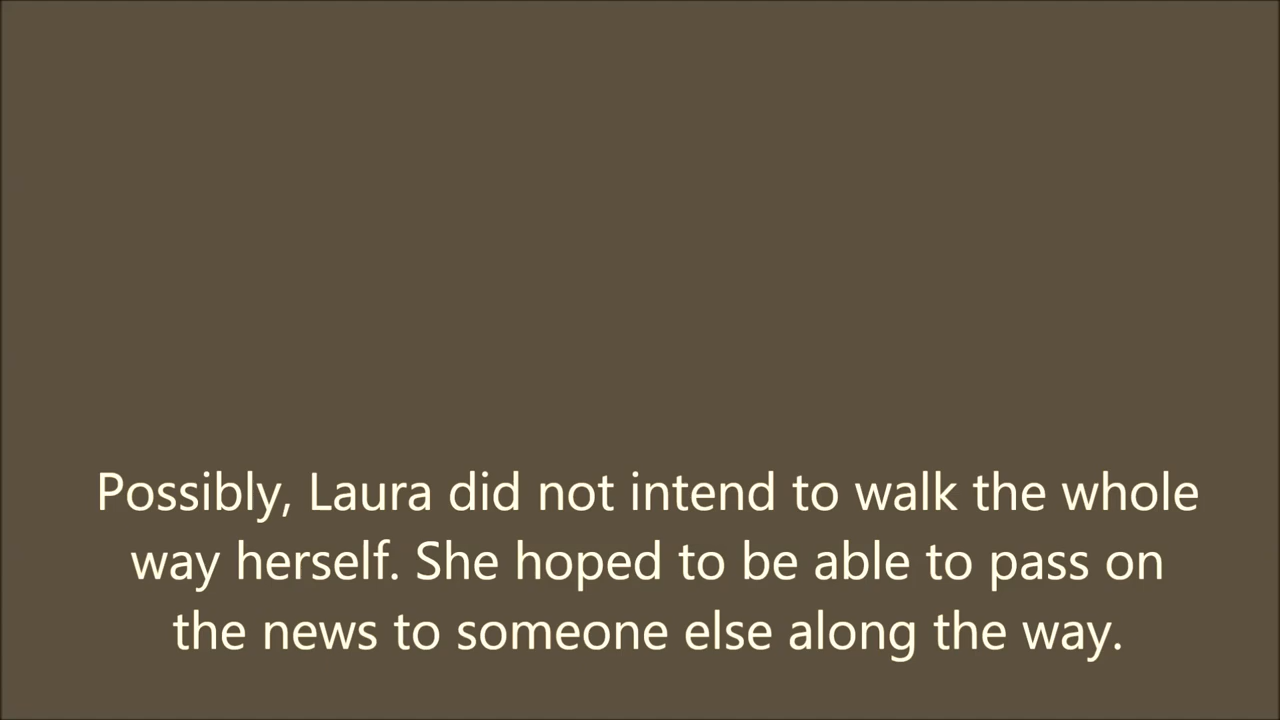 Possibly, Laura did not intend to walk the whole
way herself. She hoped to be able to pass on
the news to someone else along the way.